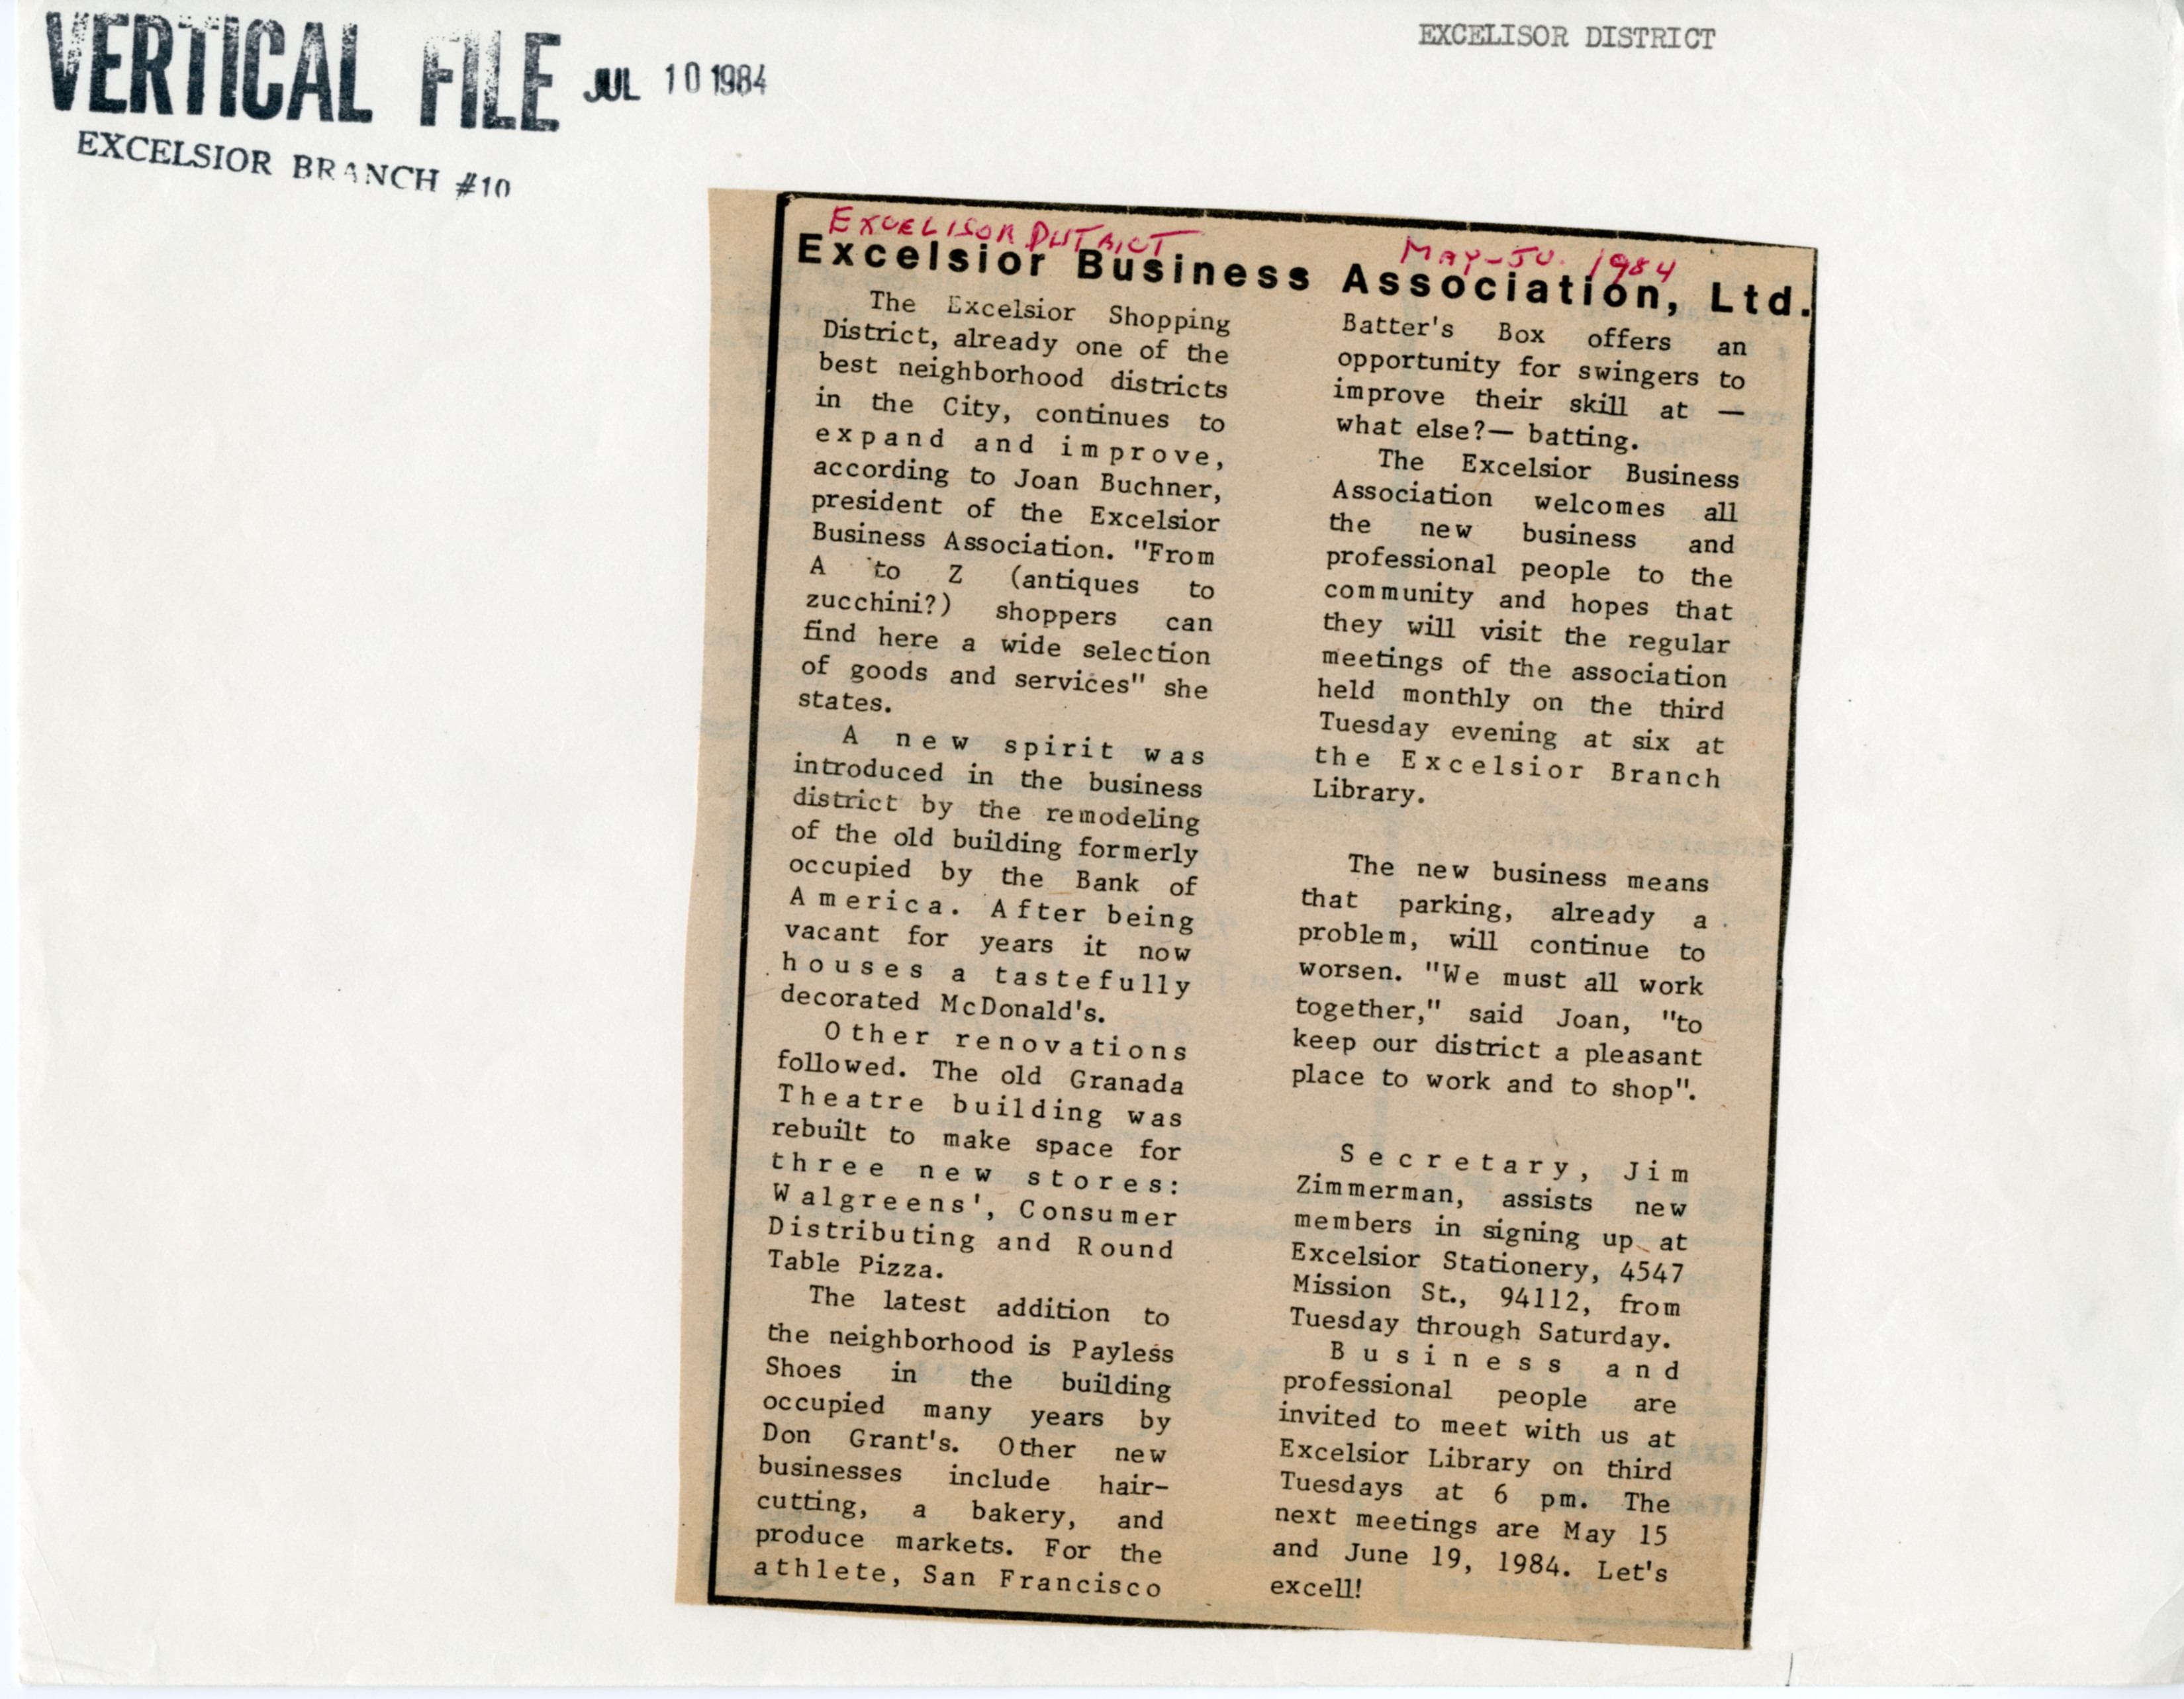 VERTICAL FILE JUL 10 1984
EXCELSIOR BRANCH #10
EXCELISOR DISTRICT
EXCELISOR DISTRICT
MAY-JU. 1984
Excelsior Business Association, Ltd.
The Excelsior Shopping
District, already one of the
best neighborhood districts
in the City, continues to
expand and improve,
according to Joan Buchner,
president of the Excelsior
Business Association. "From
A to Z (antiques to
zucchini?) shoppers can
find here a wide selection
of goods and services" she
states.
A new spirit was
introduced in the business
district by the remodeling
of the old building formerly
occupied by the Bank of
America. After being
vacant for years it now
houses a tastefully
decorated McDonald's.
Other renovations
followed. The old Granada
Theatre building was
rebuilt to make space for
three new stores:
Walgreens', Consumer
Distributing and Round
Table Pizza.
The latest addition to
the neighborhood is Payless
Shoes in the building
occupied many years by
Don Grant's. Other new
businesses include hair-
cutting, a bakery, and
produce markets. For the
athlete, San Francisco
Batter's Box offers an
opportunity for swingers to
improve their skill at —
what else?— batting.
The Excelsior Business
Association welcomes all
the new business and
professional people to the
community and hopes that
they will visit the regular
meetings of the association
held monthly on the third
Tuesday evening at six at
the Excelsior Branch
Library.
The new business means
that parking, already a
problem, will continue to
worsen. "We must all work
together," said Joan, "to
keep our district a pleasant
place to work and to shop".
Secretary, Jim
Zimmerman, assists new
members in signing up at
Excelsior Stationery, 4547
Mission St., 94112, from
Tuesday through Saturday.
Business and
professional people are
invited to meet with us at
Excelsior Library on third
Tuesdays at 6 pm. The
next meetings are May 15
and June 19, 1984. Let's
excell!